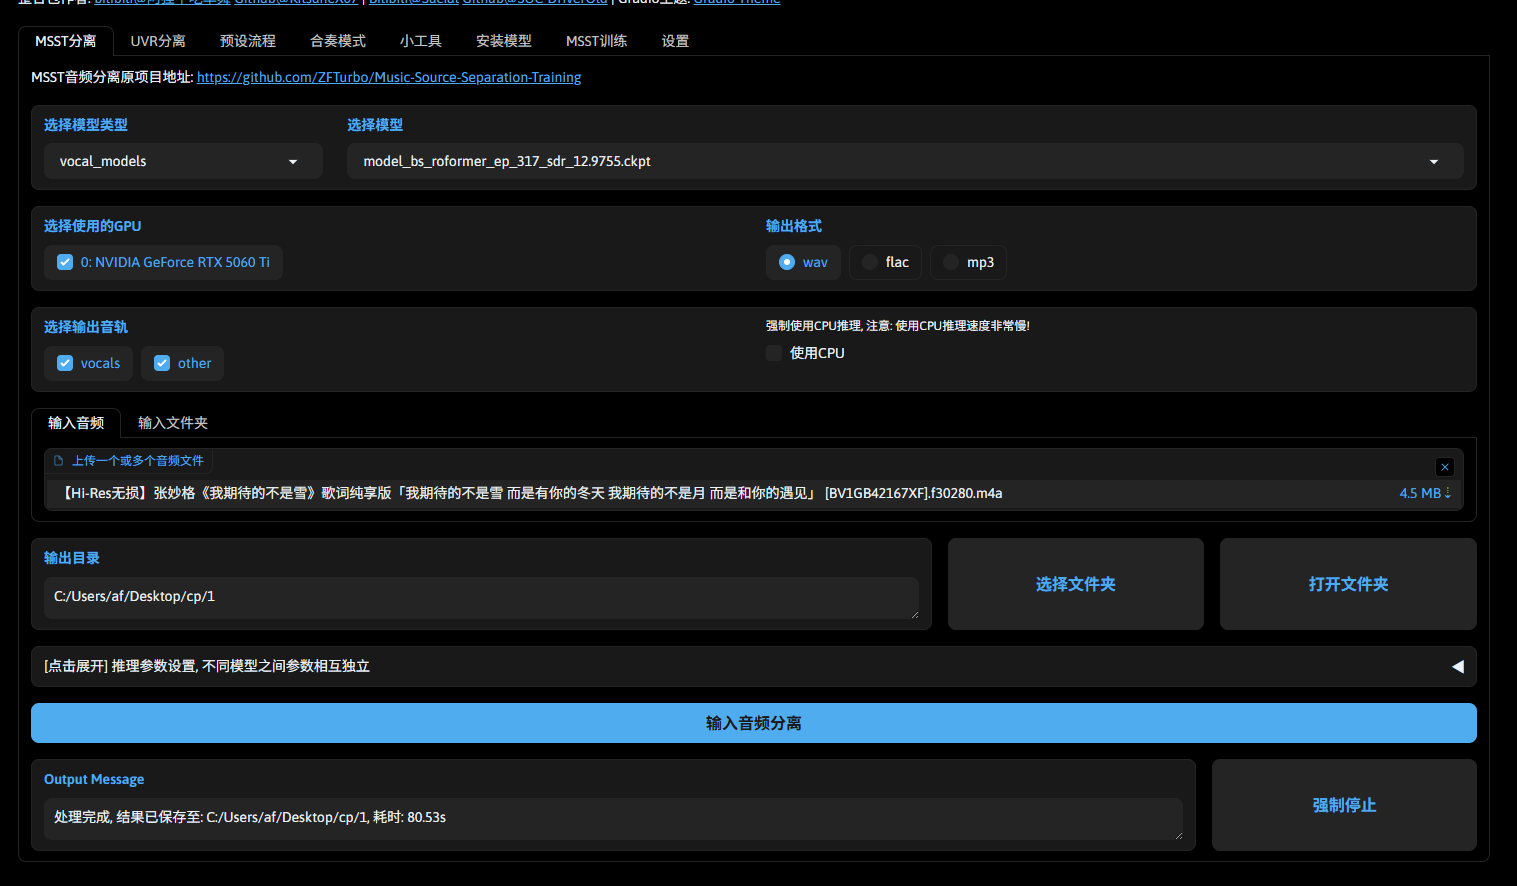 MSST分离 UVR分离 预设流程 合奏模式 小工具 安装模型 MSST训练 设置
MSST音频分离原项目地址: https://github.com/ZFTurbo/Music-Source-Separation-Training
选择模型类型 选择模型
vocal_models model_bs_roformer_ep_317_sdr_12.9755.ckpt
选择使用的GPU 输出格式
0: NVIDIA GeForce RTX 5060 Ti wav flac mp3
选择输出音轨 强制使用CPU推理, 注意: 使用CPU推理速度非常慢!
vocals other 使用CPU
输入音频 输入文件夹
上传一个或多个音频文件
【Hi-Res无损】张妙格《我期待的不是雪》歌词纯享版「我期待的不是雪 而是有你的冬天 我期待的不是月 而是和你的遇见」 [BV1GB42167XF].f30280.m4a 4.5 MB⇣
输出目录
C:/Users/af/Desktop/cp/1 选择文件夹 打开文件夹
[点击展开] 推理参数设置, 不同模型之间参数相互独立
输入音频分离
Output Message
处理完成, 结果已保存至: C:/Users/af/Desktop/cp/1, 耗时: 80.53s 强制停止